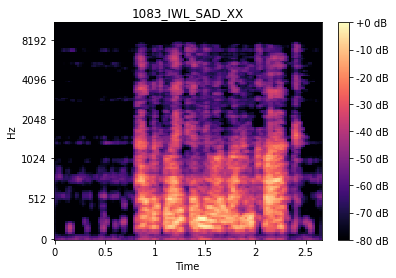 1083_IWL_SAD_XX
+0 dB
8192
-10 dB
4096
-20 dB
-30 dB
2048
Hz
-40 dB
1024
-50 dB
512
-60 dB
-70 dB
0
-80 dB
0 0.5 1 1.5 2 2.5
Time